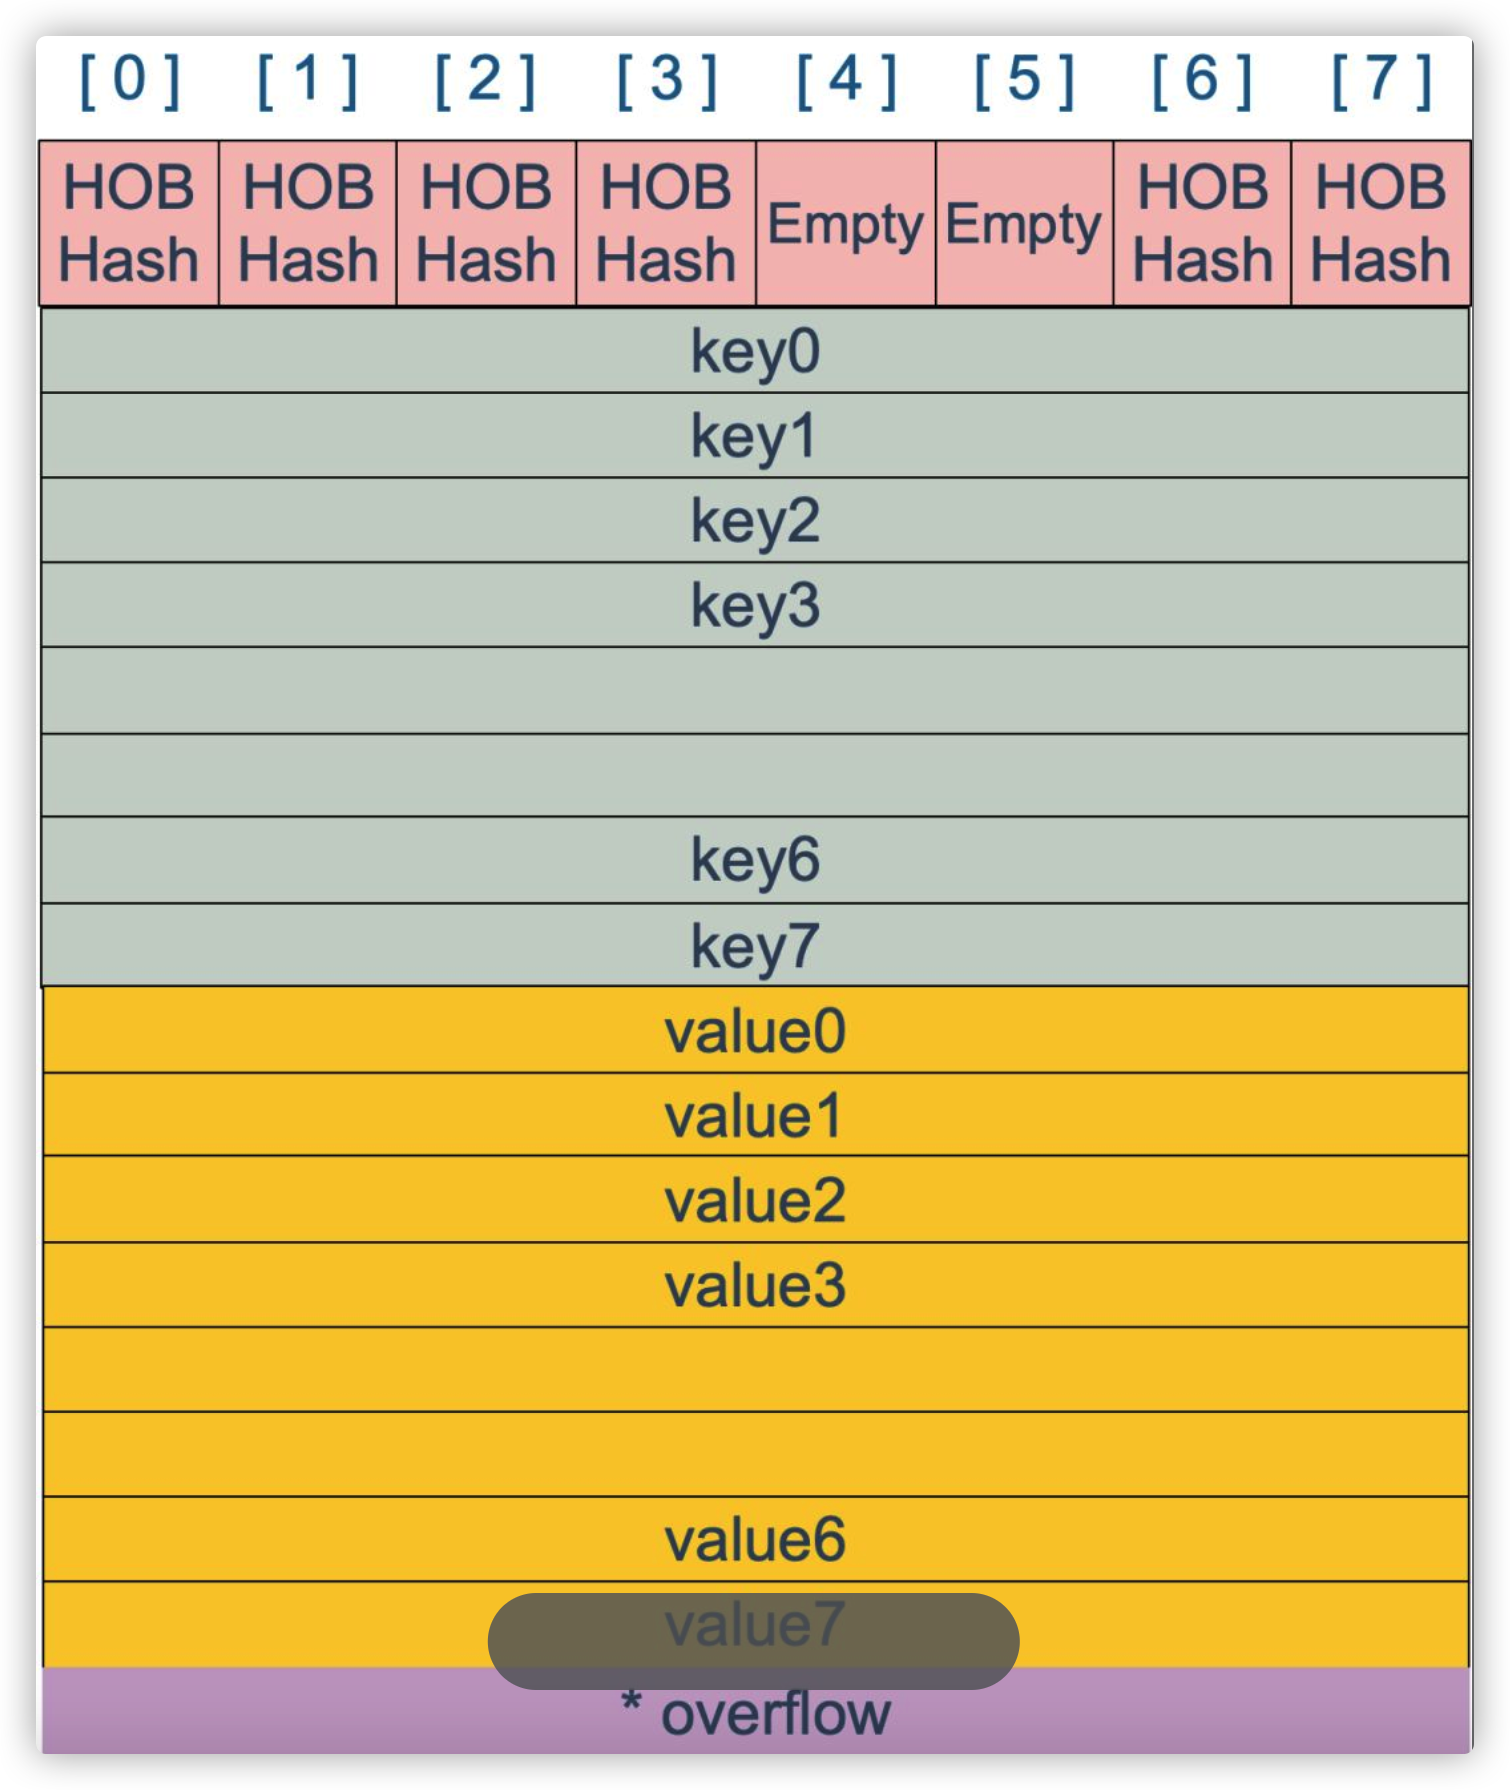 [ 0 ] [ 1 ] [ 2 ] [ 3 ] [ 4 ] [ 5 ] [ 6 ] [ 7 ]
HOB Hash HOB Hash HOB Hash HOB Hash Empty Empty HOB Hash HOB Hash
key0
key1
key2
key3
key6
key7
value0
value1
value2
value3
value6
value7
* overflow